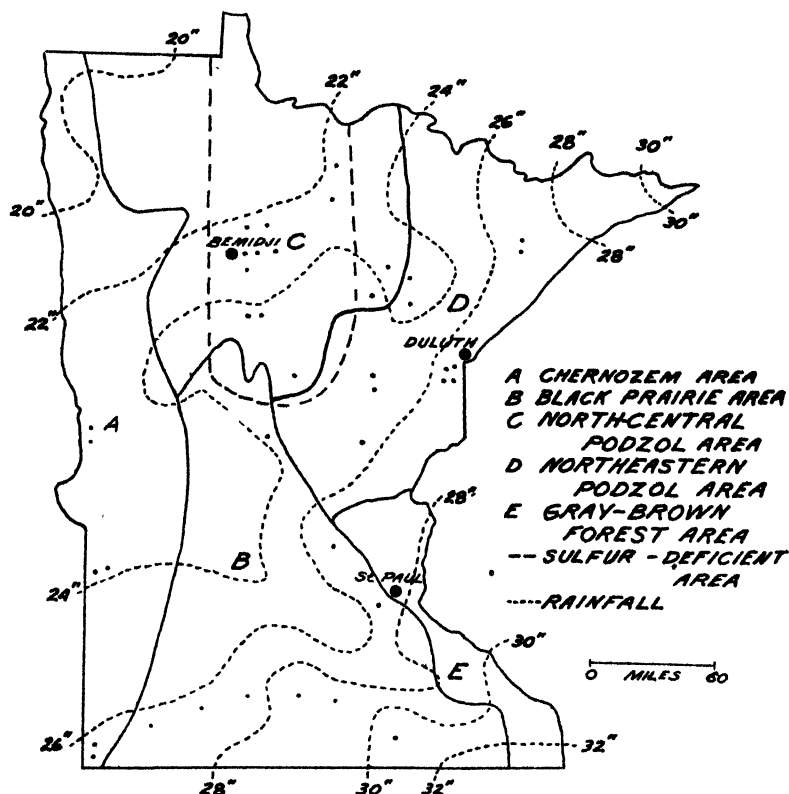 20"
22"
24"
26"
28"
30"
20"
30"
28"
BEMIDJI C
22"
D
DULUTH
A
A CHERNOZEM AREA
B BLACK PRAIRIE AREA
C NORTH-CENTRAL
PODZOL AREA
D NORTHEASTERN
PODZOL AREA
E GRAY-BROWN
FOREST AREA
-- SULFUR-DEFICIENT
AREA
----- RAINFALL
28"
B
ST PAUL
24"
30"
E
0 MILES 60
26"
32"
28"
30"
32"